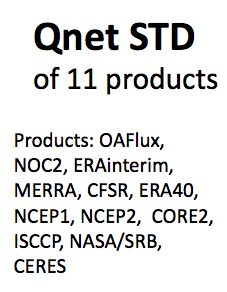 Qnet STD
of 11 products
Products: OAFlux,
NOC2, ERAinterim,
MERRA, CFSR, ERA40,
NCEP1, NCEP2, CORE2,
ISCCP, NASA/SRB,
CERES